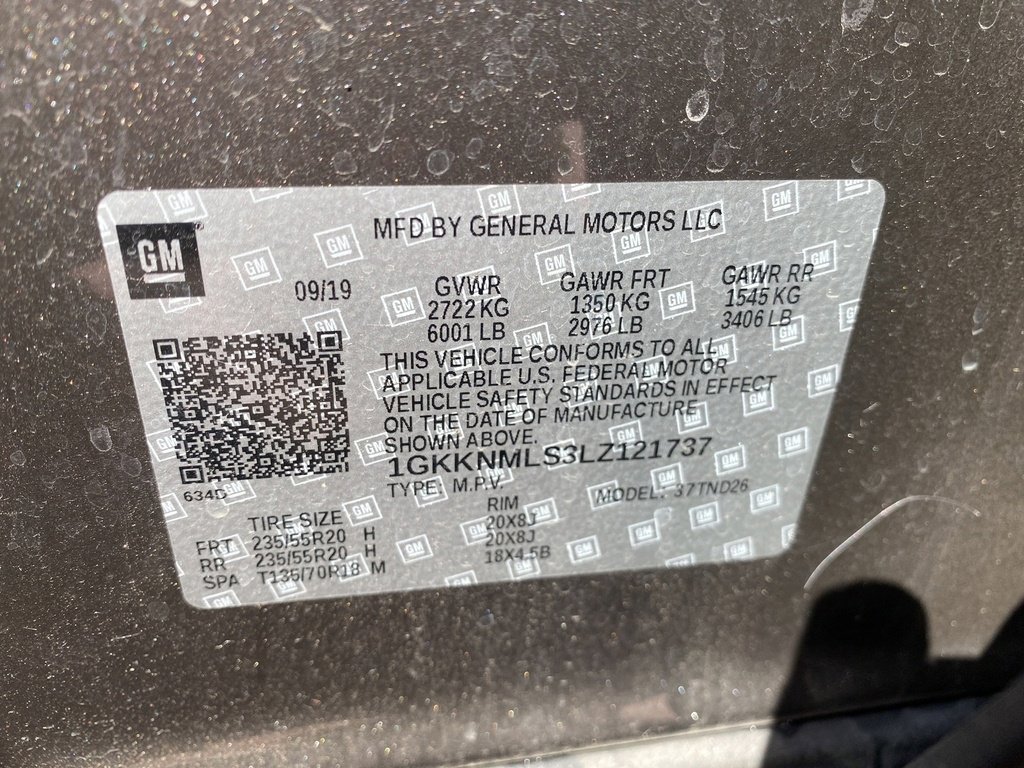 GM
MFD BY GENERAL MOTORS LLC
09/19
GVWR GAWR FRT GAWR RR
2722 KG 1350 KG 1545 KG
6001 LB 2976 LB 3406 LB
THIS VEHICLE CONFORMS TO ALL
APPLICABLE U.S. FEDERAL MOTOR
VEHICLE SAFETY STANDARDS IN EFFECT
ON THE DATE OF MANUFACTURE
SHOWN ABOVE.
1GKKNMLS3LZ121737
TYPE: M.P.V. MODEL: 37TND26
634D
TIRE SIZE RIM
FRT 235/55R20 H 20X8J
RR 235/55R20 H 20X8J
SPA T135/70R18 M 18X4.5B